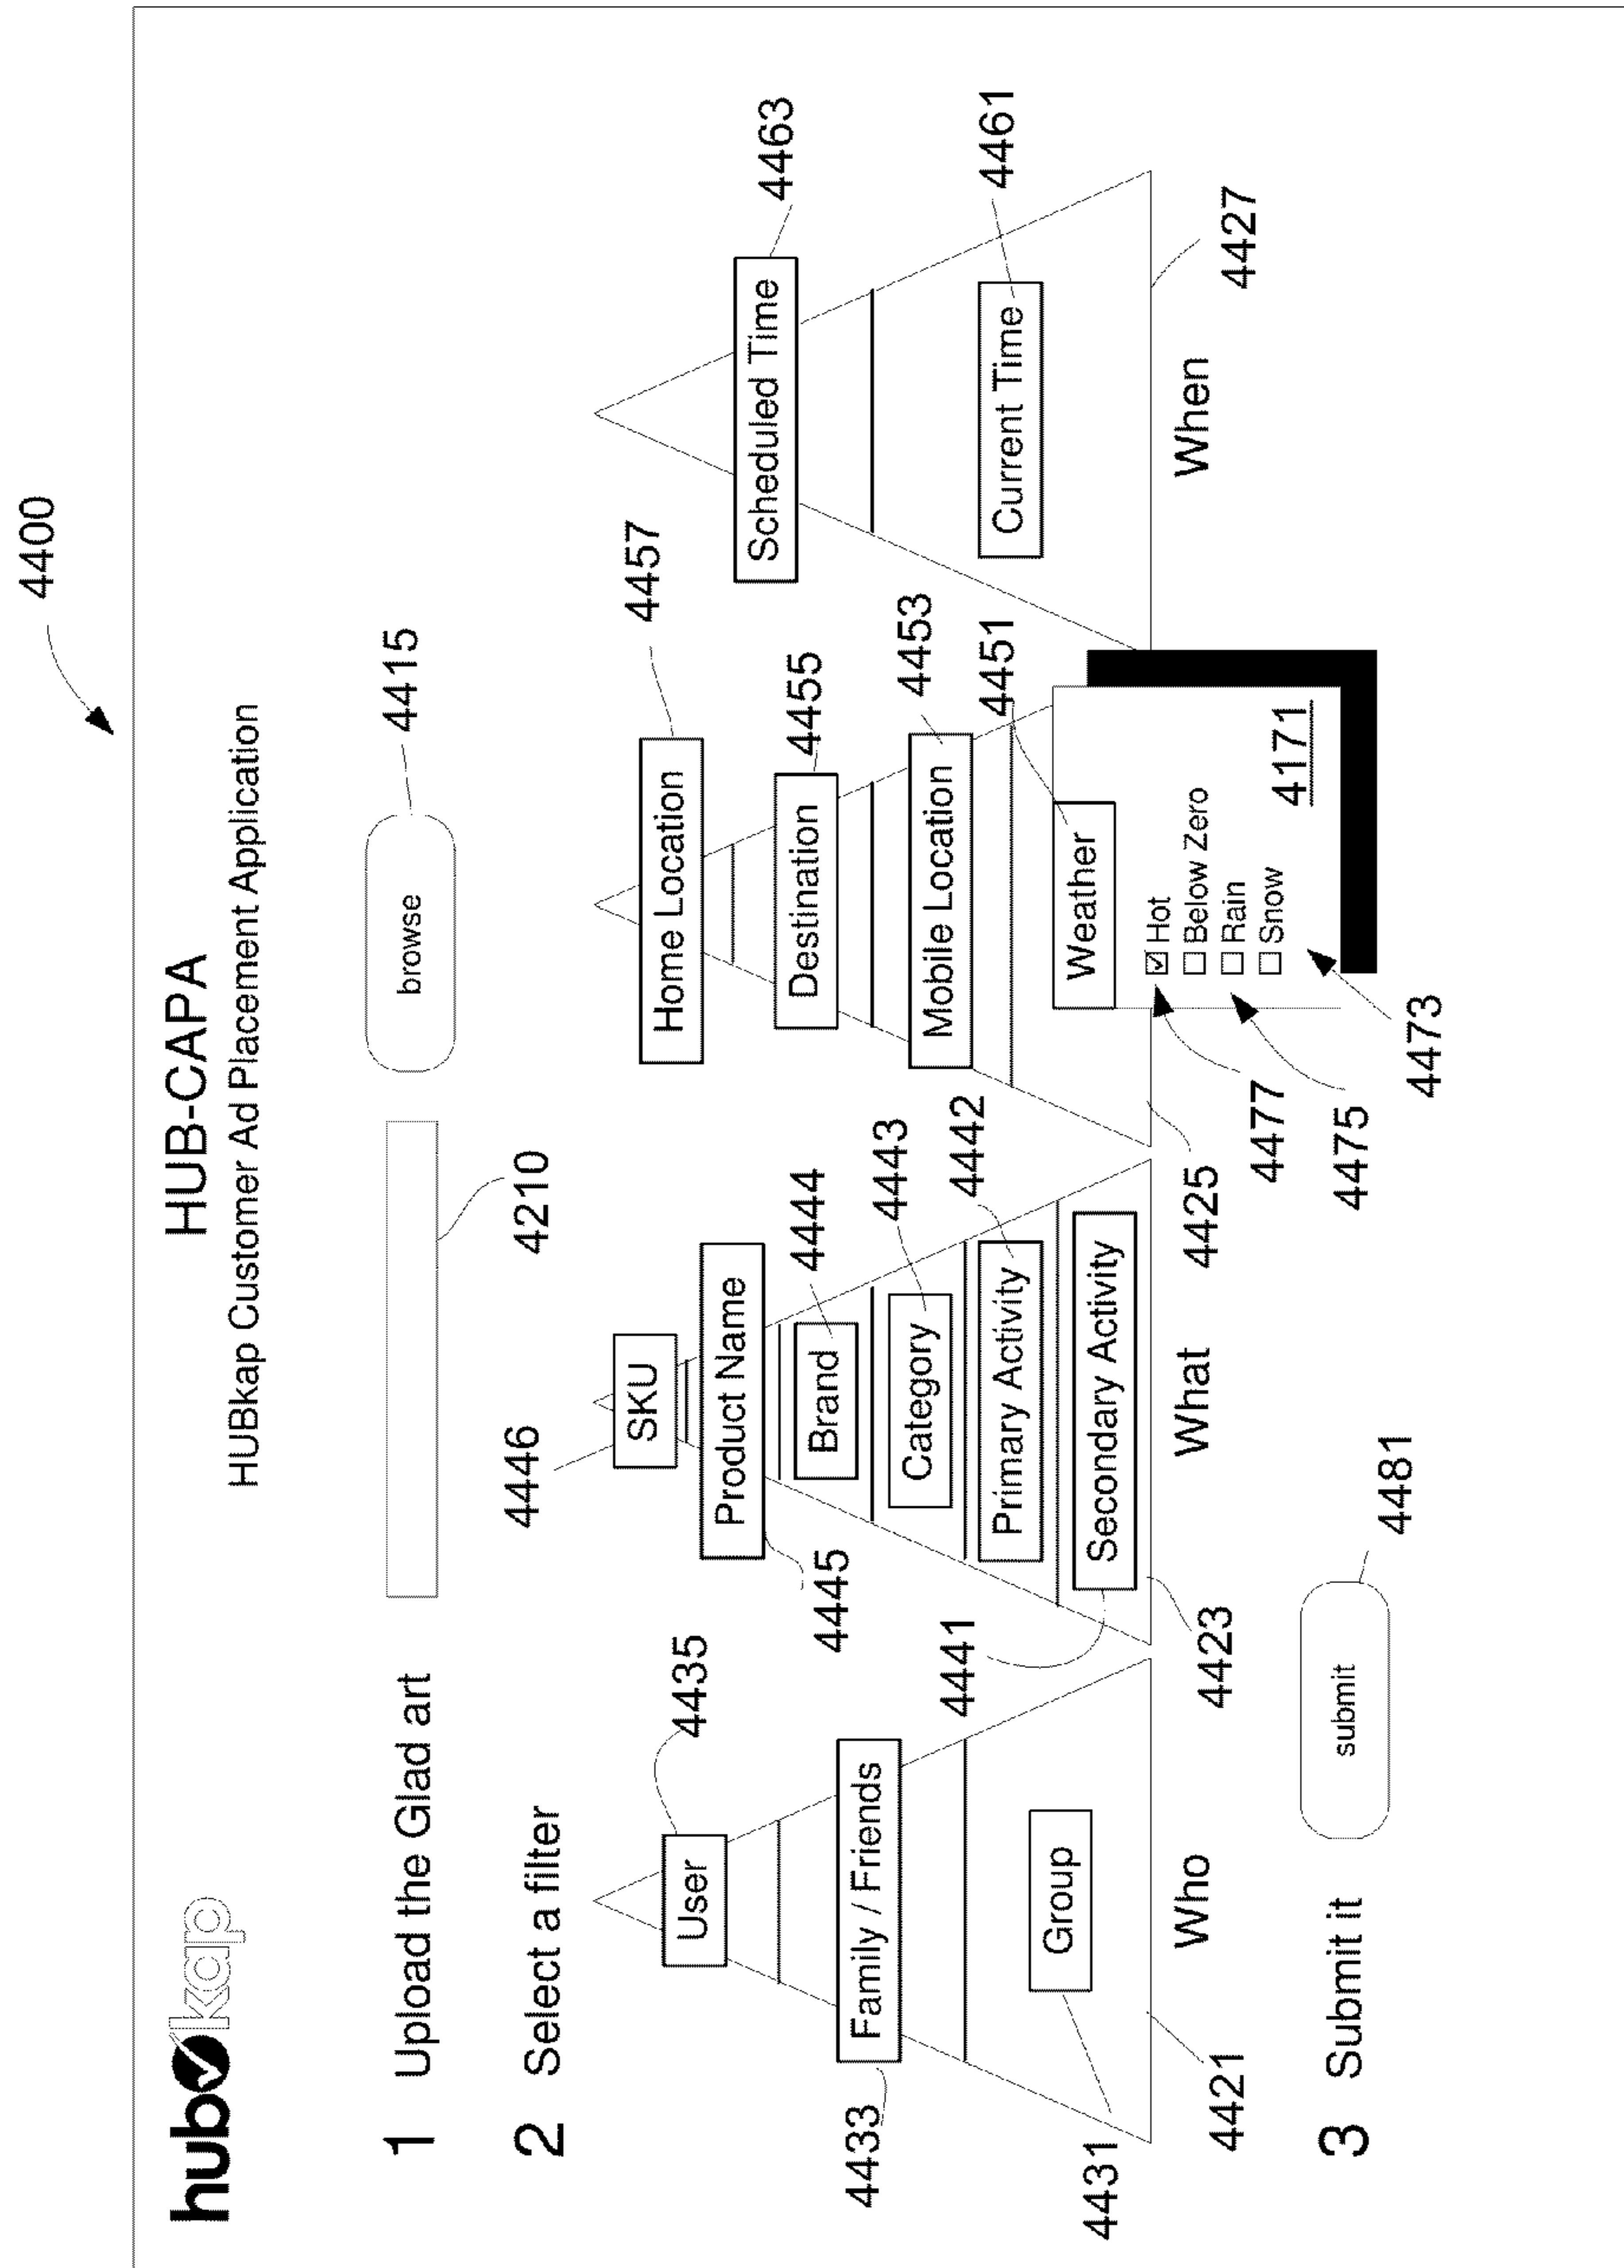 4400
hubkap
HUB-CAPA
HUBkap Customer Ad Placement Application
1 Upload the Glad art
browse
4415
4210
2 Select a filter
4435
User
Family / Friends
4433
Group
4431
4421
Who
4446
SKU
Product Name
4445
Brand
4444
Category
4443
Primary Activity
4442
Secondary Activity
4441
4423
What
4457
Home Location
Destination
4455
Mobile Location
4453
4451
Weather
Hot
Below Zero
Rain
Snow
4171
4425
4477
4475
4473
4463
Scheduled Time
4461
Current Time
4427
When
3 Submit it
submit
4481